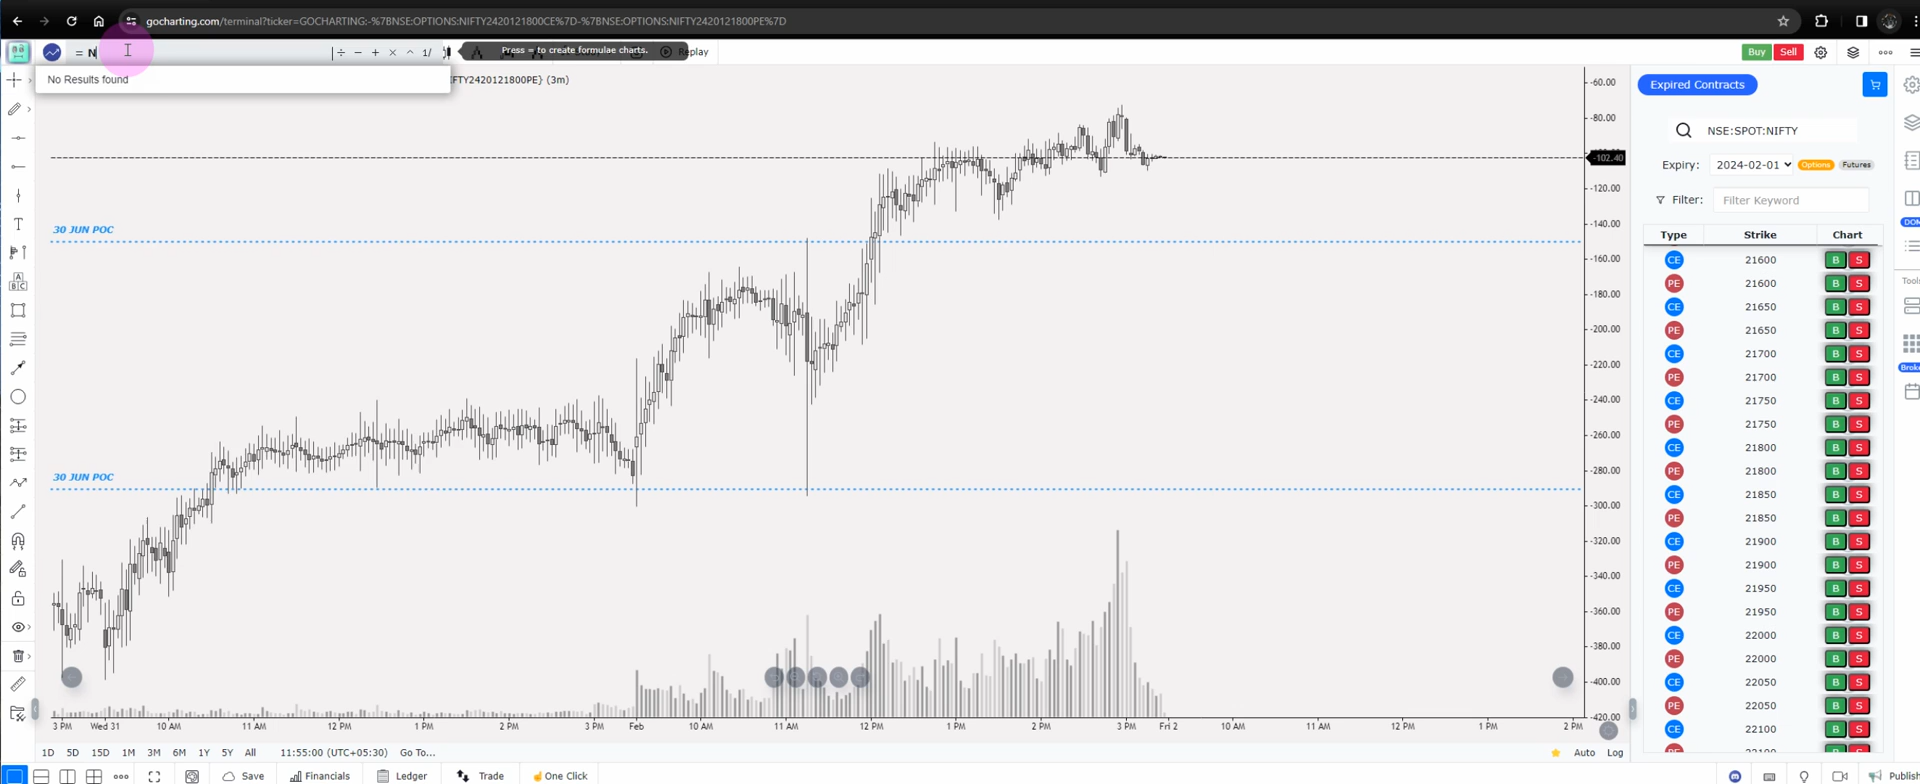 gocharting.com/terminal?ticker=GOCHARTING:-%7BNSE:OPTIONS:NIFTY2420121800CE%7D-%7BNSE:OPTIONS:NIFTY2420121800PE%7D
= N
÷ − + × ^ 1/
Press = to create formulae charts.
Replay
Buy
Sell
No Results found
IFTY2420121800PE} (3m)
30 JUN POC
30 JUN POC
-60.00
-80.00
-102.40
-120.00
-140.00
-160.00
-180.00
-200.00
-220.00
-240.00
-260.00
-280.00
-300.00
-320.00
-340.00
-360.00
-380.00
-400.00
-420.00
3 PM Wed 31 10 AM 11 AM 12 PM 1 PM 2 PM 3 PM Feb 10 AM 11 AM 12 PM 1 PM 2 PM 3 PM Fri 2 10 AM 11 AM 12 PM 1 PM 2 PM
1D 5D 15D 1M 3M 6M 1Y 5Y All 11:55:00 (UTC+05:30) Go To...
Auto Log
Save Financials Ledger Trade One Click
Publish
Expired Contracts
NSE:SPOT:NIFTY
Expiry: 2024-02-01 Options Futures
Filter: Filter Keyword
Type Strike Chart
CE 21600 B S
PE 21600 B S
CE 21650 B S
PE 21650 B S
CE 21700 B S
PE 21700 B S
CE 21750 B S
PE 21750 B S
CE 21800 B S
PE 21800 B S
CE 21850 B S
PE 21850 B S
CE 21900 B S
PE 21900 B S
CE 21950 B S
PE 21950 B S
CE 22000 B S
PE 22000 B S
CE 22050 B S
PE 22050 B S
CE 22100 B S
DOM
Tools
Broke
T
A
B C